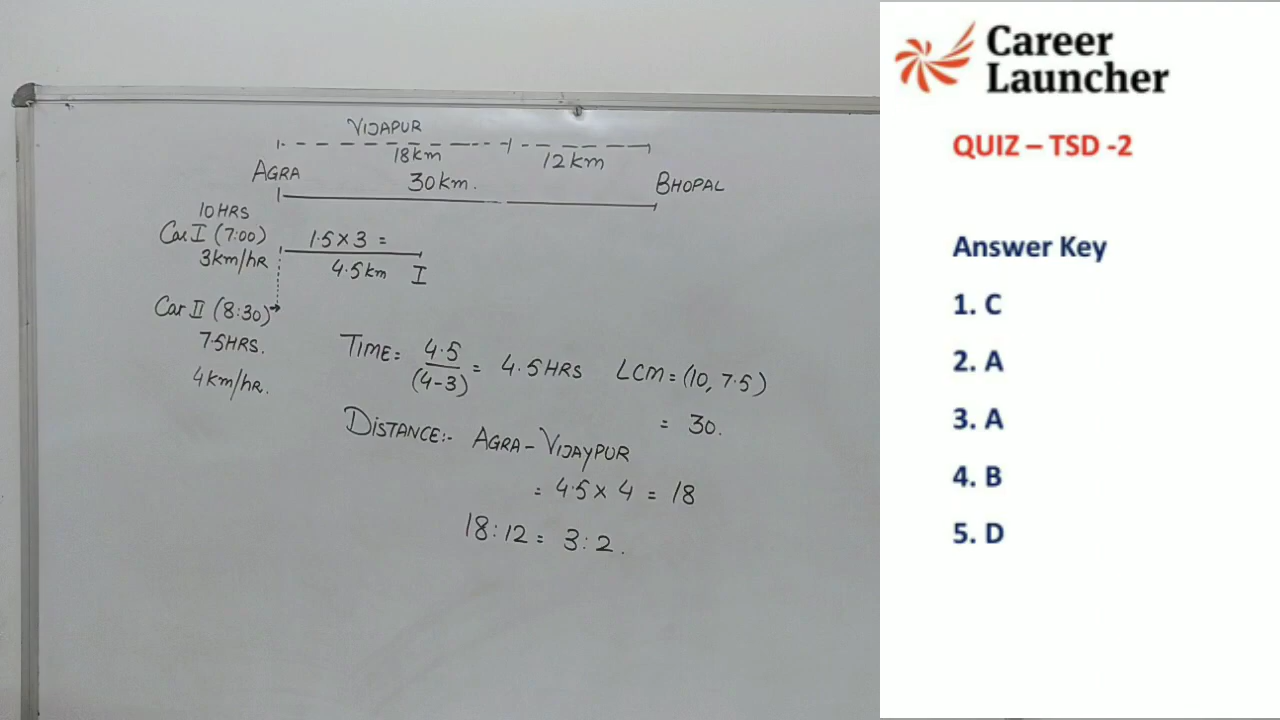 VIJAPUR
18km
12km
AGRA
30km.
BHOPAL
10HRS
Car I (7:00)
1.5 × 3 =
3km/hr
4.5km I
Car II (8:30)
7.5HRS.
4km/hr.
TIME = 4.5 / (4-3) = 4.5HRS
LCM = (10, 7.5)
= 30.
DISTANCE:- AGRA - VIJAYPUR
= 4.5 × 4 = 18
18:12 = 3:2.
Career
Launcher
QUIZ – TSD -2
Answer Key
1. C
2. A
3. A
4. B
5. D